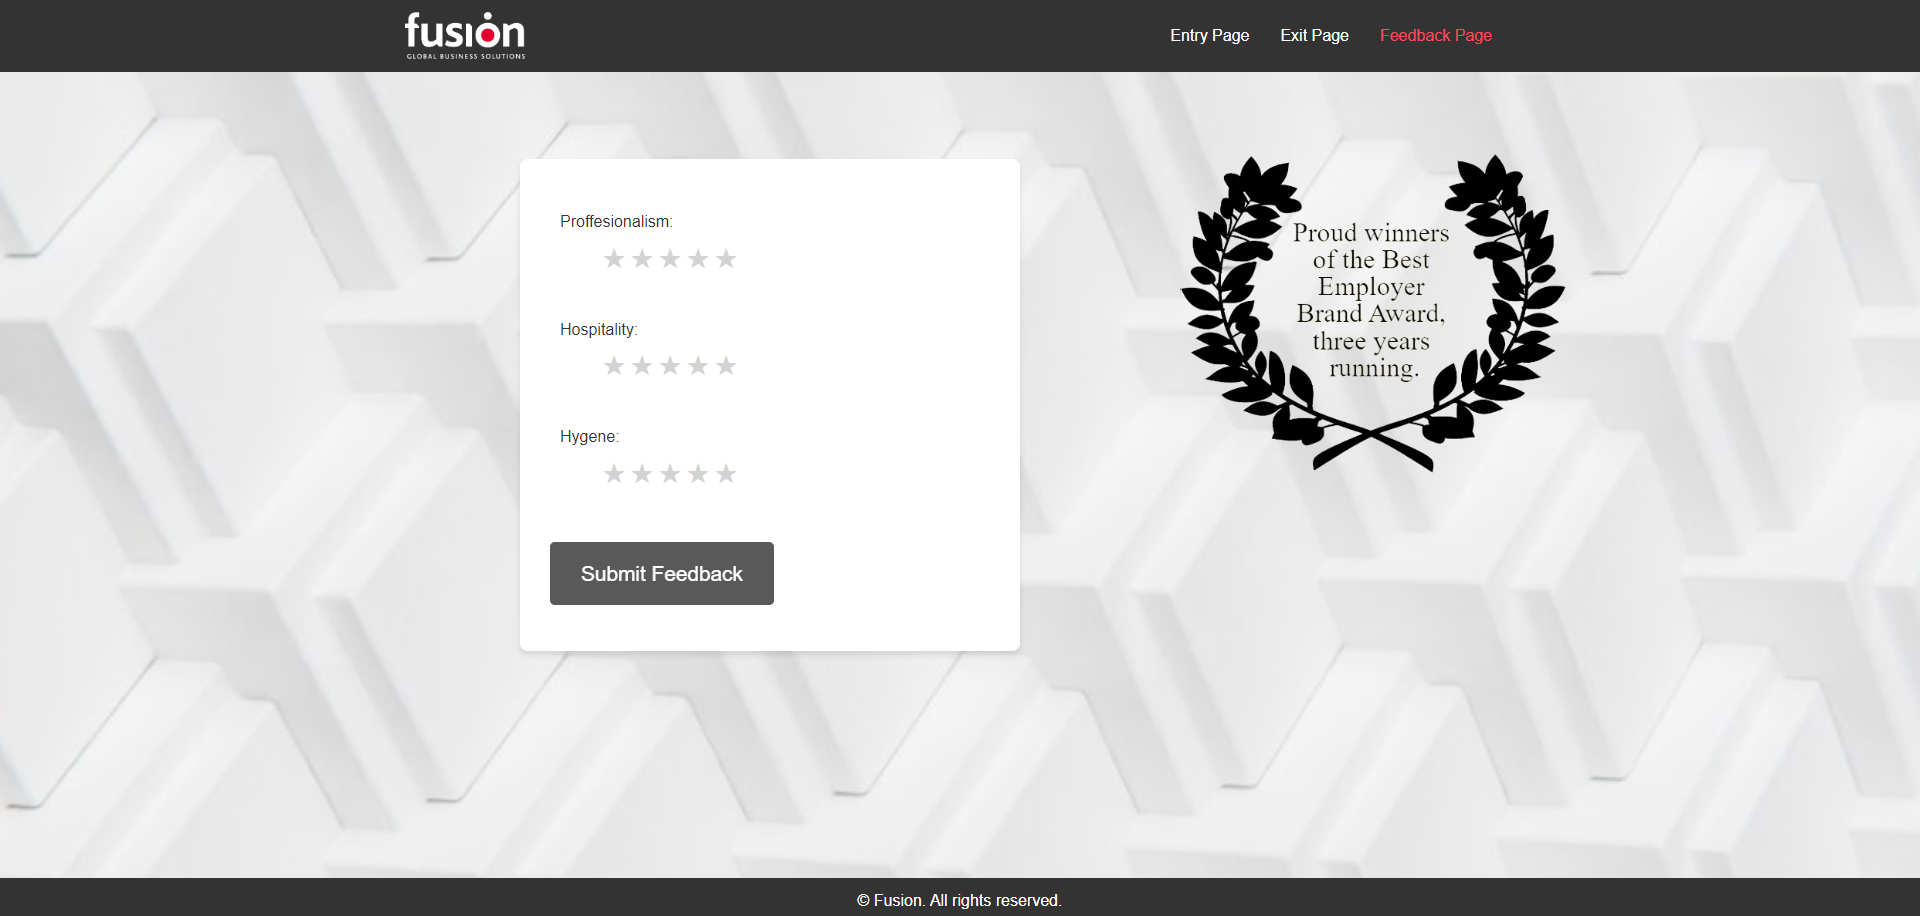 fusion
GLOBAL BUSINESS SOLUTIONS
Entry Page
Exit Page
Feedback Page
Proffesionalism:
Hospitality:
Hygene:
Submit Feedback
Proud winners
of the Best
Employer
Brand Award,
three years
running.
© Fusion. All rights reserved.